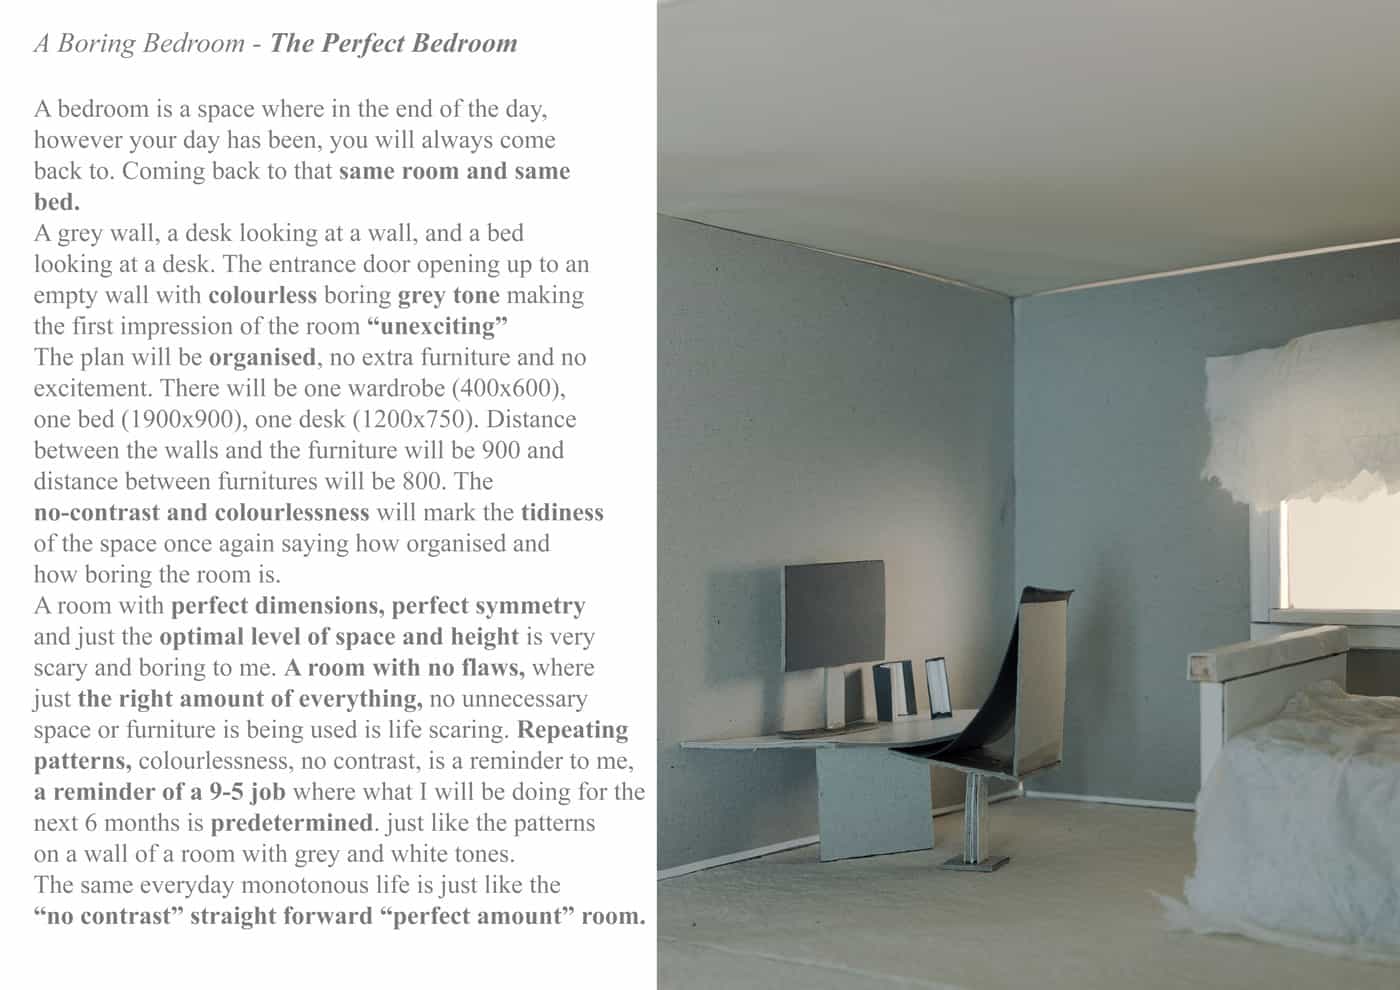 A Boring Bedroom - The Perfect Bedroom
A bedroom is a space where in the end of the day,
however your day has been, you will always come
back to. Coming back to that same room and same
bed.
A grey wall, a desk looking at a wall, and a bed
looking at a desk. The entrance door opening up to an
empty wall with colourless boring grey tone making
the first impression of the room “unexciting”
The plan will be organised, no extra furniture and no
excitement. There will be one wardrobe (400x600),
one bed (1900x900), one desk (1200x750). Distance
between the walls and the furniture will be 900 and
distance between furnitures will be 800. The
no-contrast and colourlessness will mark the tidiness
of the space once again saying how organised and
how boring the room is.
A room with perfect dimensions, perfect symmetry
and just the optimal level of space and height is very
scary and boring to me. A room with no flaws, where
just the right amount of everything, no unnecessary
space or furniture is being used is life scaring. Repeating
patterns, colourlessness, no contrast, is a reminder to me,
a reminder of a 9-5 job where what I will be doing for the
next 6 months is predetermined. just like the patterns
on a wall of a room with grey and white tones.
The same everyday monotonous life is just like the
“no contrast” straight forward “perfect amount” room.